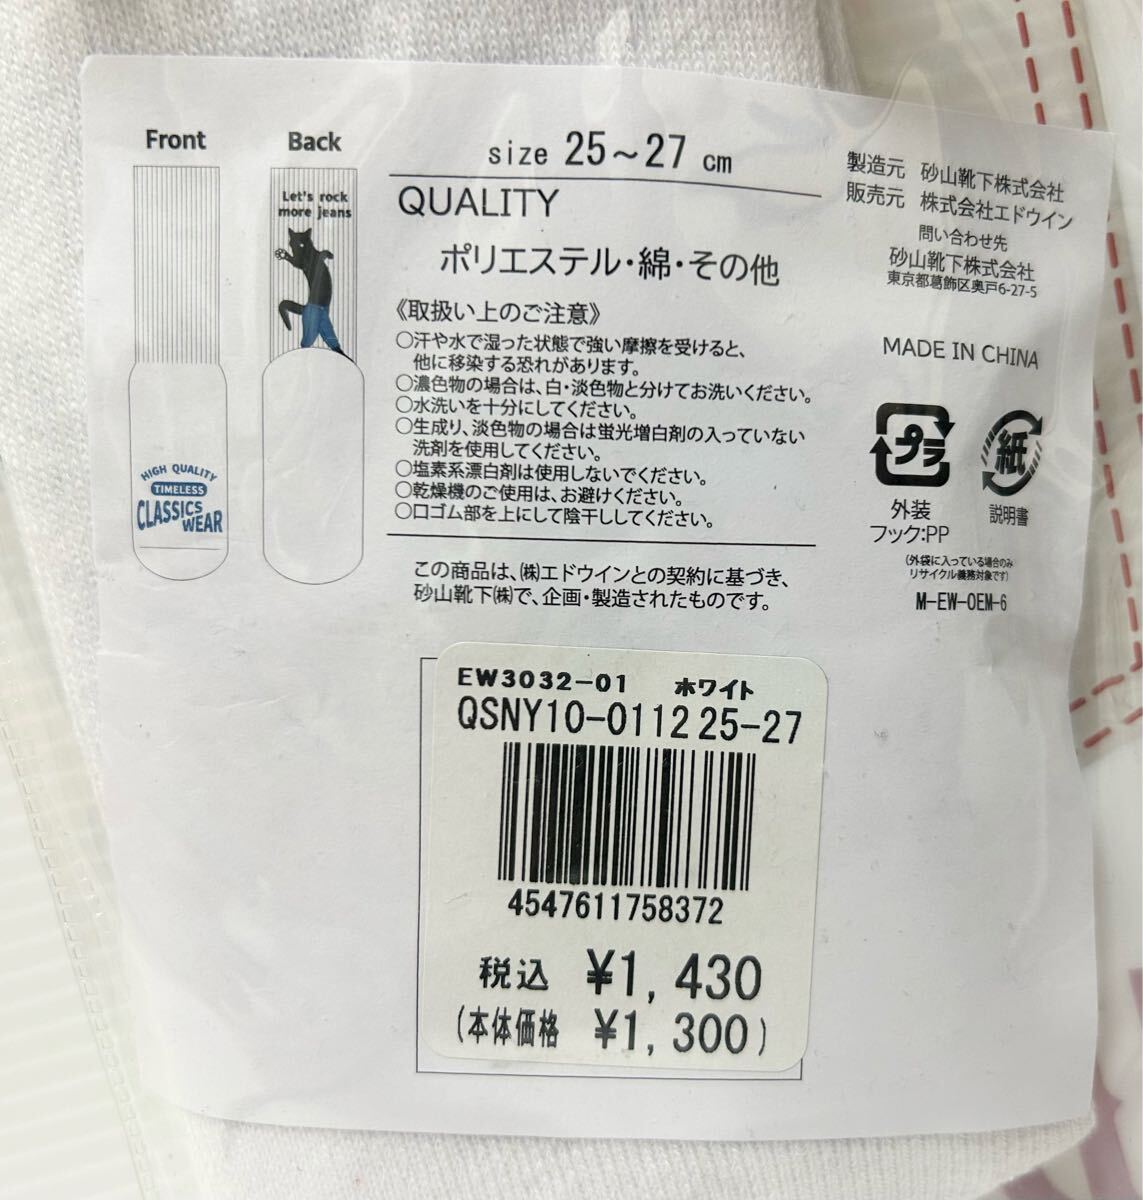 Front
Back
Let's rock
more jeans
HIGH QUALITY
TIMELESS
CLASSICS
WEAR
size 25~27 cm
QUALITY
ポリエステル・綿・その他
《取扱い上のご注意》
○汗や水で湿った状態で強い摩擦を受けると、
他に移染する恐れがあります。
○濃色物の場合は、白・淡色物と分けてお洗いください。
○水洗いを十分にしてください。
○生成り、淡色物の場合は蛍光増白剤の入っていない
洗剤を使用してください。
○塩素系漂白剤は使用しないでください。
○乾燥機のご使用は、お避けください。
○口ゴム部を上にして陰干ししてください。
この商品は、㈱エドウインとの契約に基づき、
砂山靴下㈱で、企画・製造されたものです。
製造元 砂山靴下株式会社
販売元 株式会社エドウイン
問い合わせ先
砂山靴下株式会社
東京都葛飾区奥戸6-27-5
MADE IN CHINA
プラ
紙
外装
フック:PP
説明書
(外袋に入っている場合のみ
リサイクル義務対象です)
M-EW-OEM-6
EW3032-01 ホワイト
QSNY10-0112 25-27
4547611758372
税込 ¥1,430
(本体価格 ¥1,300)